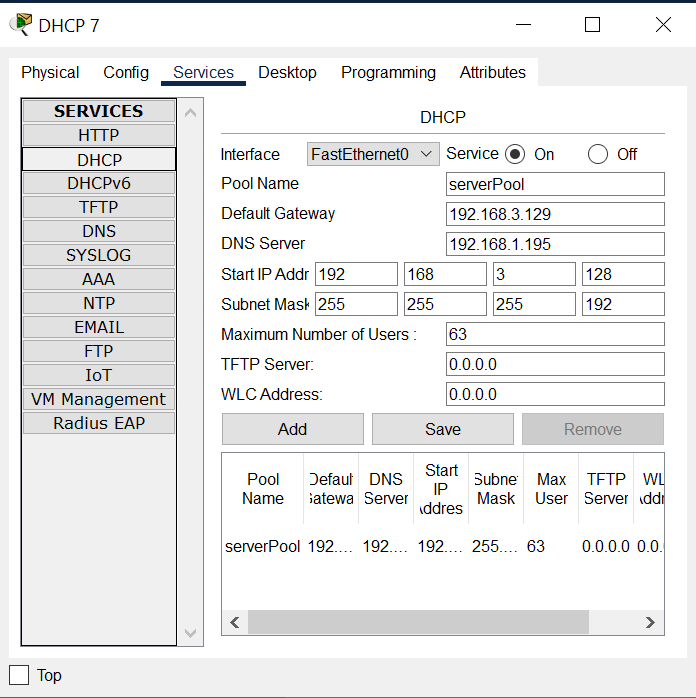 DHCP 7
Physical Config Services Desktop Programming Attributes
SERVICES
HTTP
DHCP
DHCPv6
TFTP
DNS
SYSLOG
AAA
NTP
EMAIL
FTP
IoT
VM Management
Radius EAP
DHCP
Interface FastEthernet0 Service On Off
Pool Name serverPool
Default Gateway 192.168.3.129
DNS Server 192.168.1.195
Start IP Addr 192 168 3 128
Subnet Mask 255 255 255 192
Maximum Number of Users : 63
TFTP Server: 0.0.0.0
WLC Address: 0.0.0.0
Add Save Remove
Pool Name Default Gateway DNS Server Start IP Addres Subnet Mask Max User TFTP Server WL Addr
serverPool 192.... 192.... 192.... 255.... 63 0.0.0.0 0.0.
Top